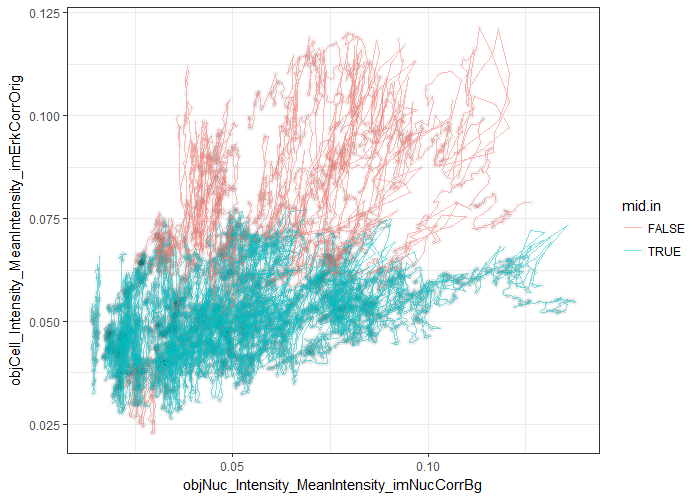 0.125
0.100
0.075
0.050
0.025
objCell_Intensity_MeanIntensity_imErkCorrOrig
0.05
0.10
objNuc_Intensity_MeanIntensity_imNucCorrBg
mid.in
FALSE
TRUE